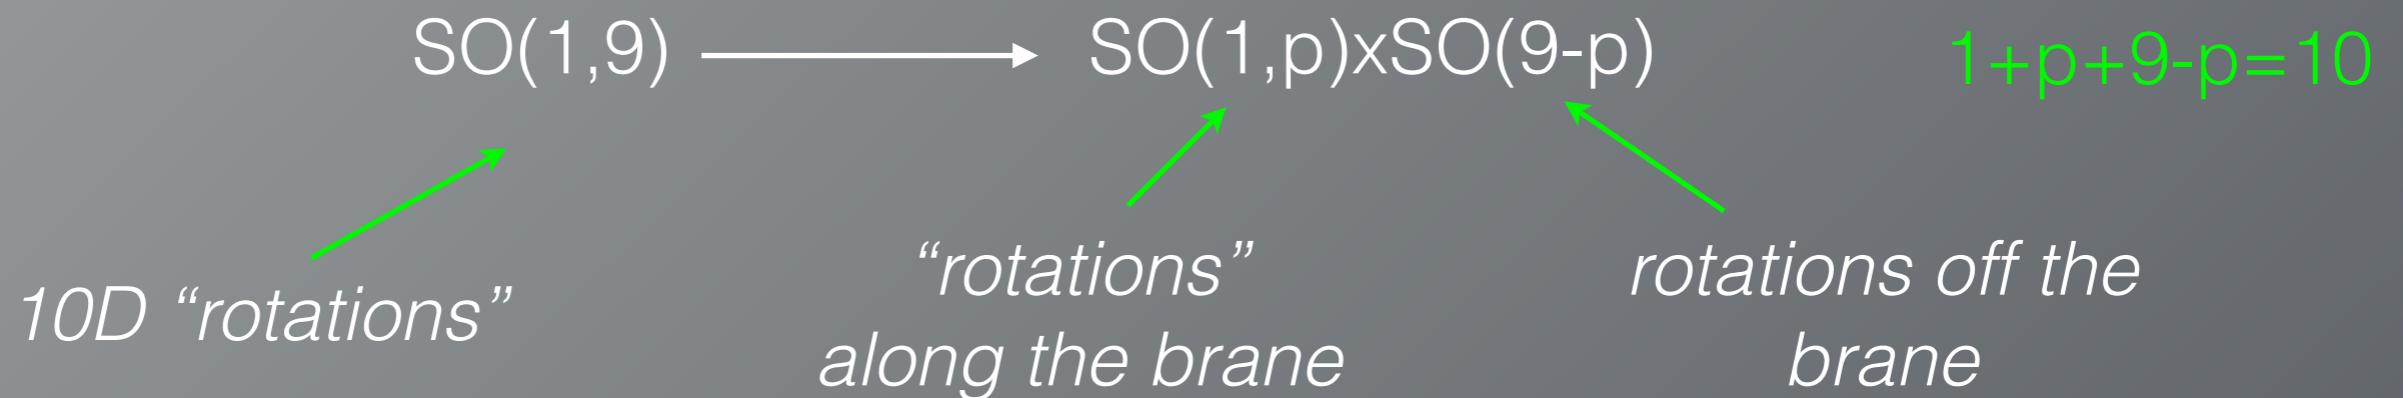 SO(1,9) SO(1,p)xSO(9-p) 1+p+9-p=10
10D “rotations”
“rotations”
along the brane
rotations off the
brane